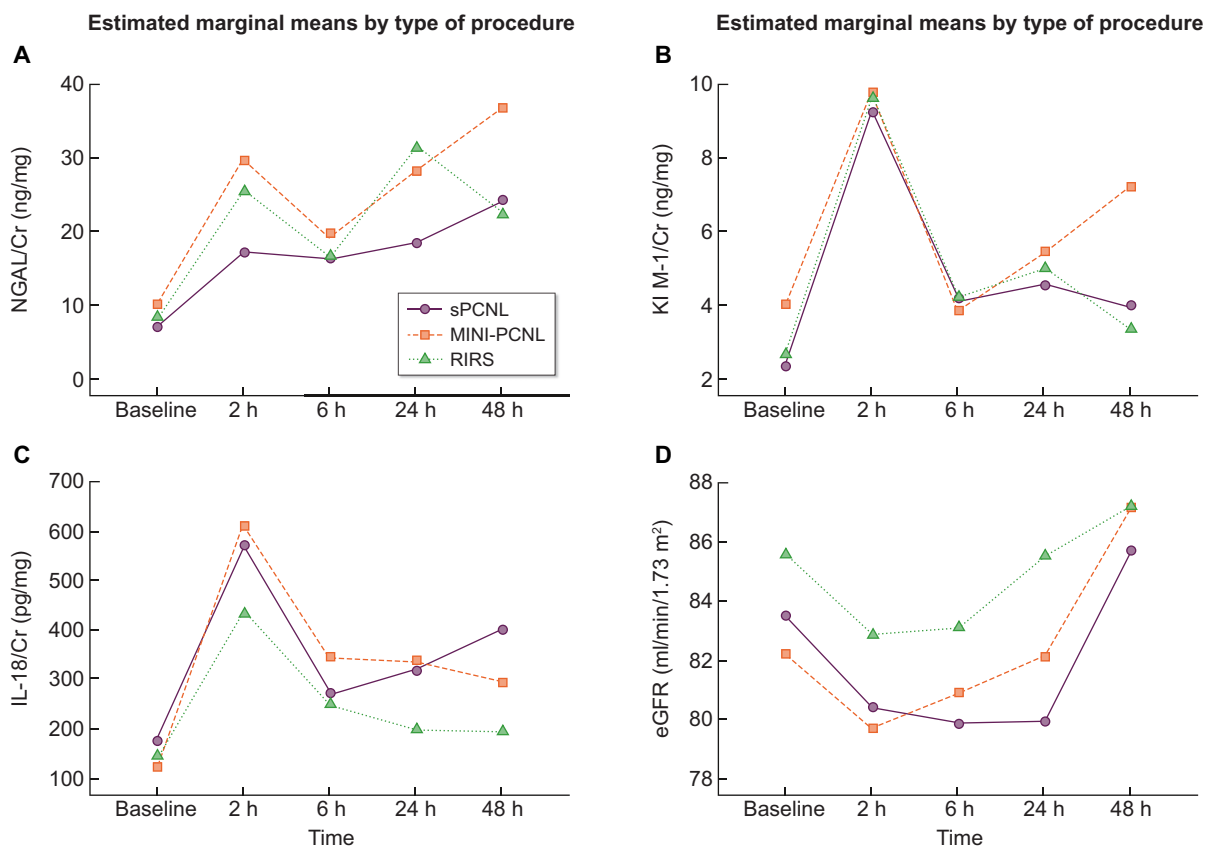 Estimated marginal means by type of procedure
A
NGAL/Cr (ng/mg)
40
30
20
10
0
sPCNL
MINI-PCNL
RIRS
Baseline 2 h 6 h 24 h 48 h
Estimated marginal means by type of procedure
B
KI M-1/Cr (ng/mg)
10
8
6
4
2
Baseline 2 h 6 h 24 h 48 h
C
IL-18/Cr (pg/mg)
700
600
500
400
300
200
100
Baseline 2 h 6 h 24 h 48 h
Time
D
eGFR (ml/min/1.73 m²)
88
86
84
82
80
78
Baseline 2 h 6 h 24 h 48 h
Time